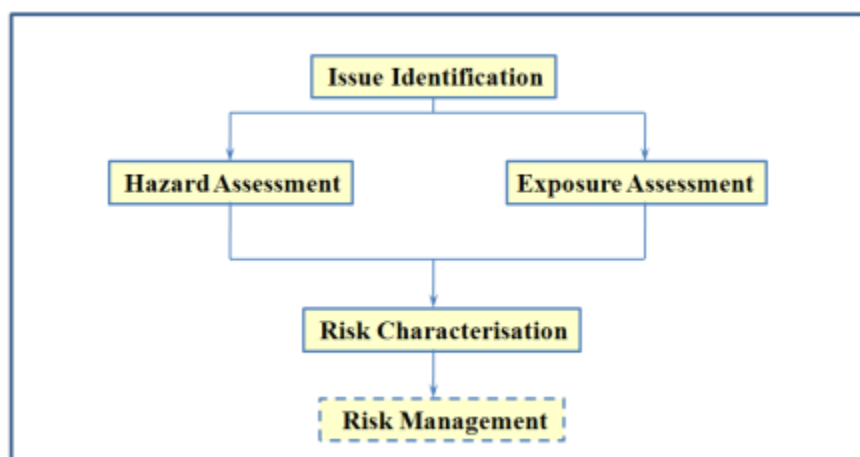 Issue Identification
Hazard Assessment
Exposure Assessment
Risk Characterisation
Risk Management